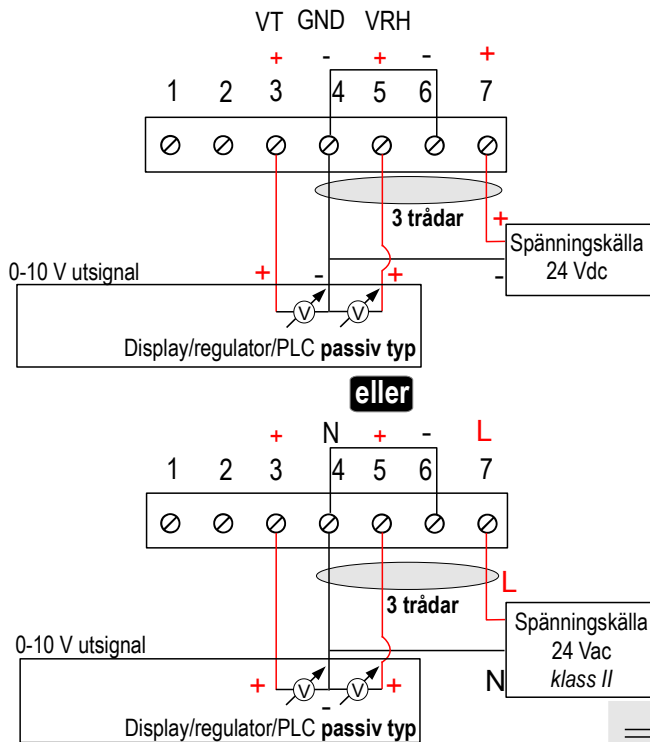 VT GND VRH
+ - + - +
1 2 3 4 5 6 7
3 trådar
+
Spänningskälla
24 Vdc
-
0-10 V utsignal
+ - +
V V
Display/regulator/PLC passiv typ
eller
+ N + - L
1 2 3 4 5 6 7
3 trådar
L
Spänningskälla
24 Vac
klass II
N
0-10 V utsignal
+ - +
V V
Display/regulator/PLC passiv typ